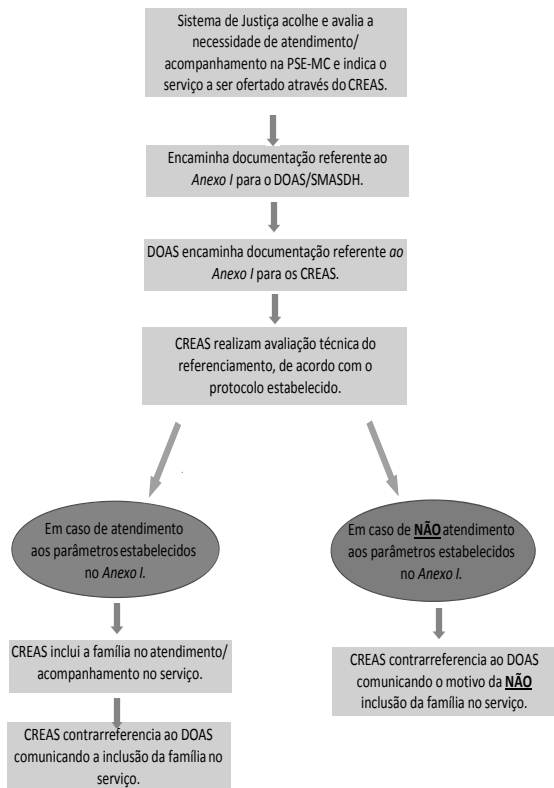 Sistema de Justiça acolhe e avalia a
necessidade de atendimento/
acompanhamento na PSE-MC e indica o
serviço a ser ofertado através do CREAS.
Encaminha documentação referente ao
Anexo I para o DOAS/SMASDH.
DOAS encaminha documentação referente ao
Anexo I para os CREAS.
CREAS realizam avaliação técnica do
referenciamento, de acordo com o
protocolo estabelecido.
Em caso de atendimento
aos parâmetros estabelecidos
no Anexo I.
CREAS inclui a família no atendimento/
acompanhamento no serviço.
CREAS contrarreferencia ao DOAS
comunicando a inclusão da família no
serviço.
Em caso de NÃO atendimento
aos parâmetros estabelecidos
no Anexo I.
CREAS contrarreferencia ao DOAS
comunicando o motivo da NÃO
inclusão da família no serviço.